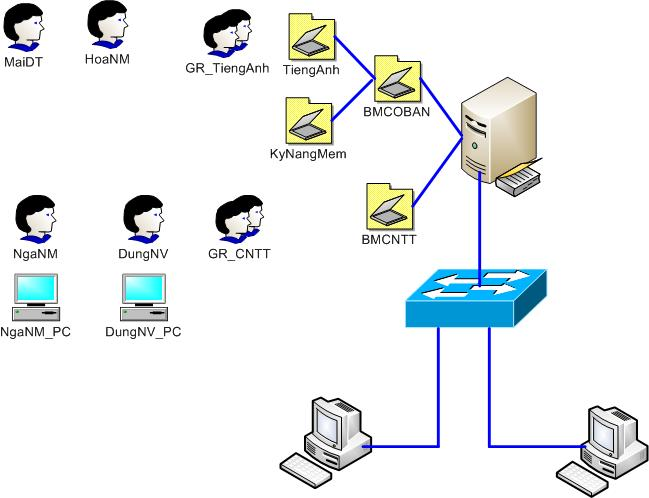 MaiDT
HoaNM
GR_TiengAnh
TiengAnh
BMCOBAN
KyNangMem
BMCNTT
NgaNM
DungNV
GR_CNTT
NgaNM_PC
DungNV_PC